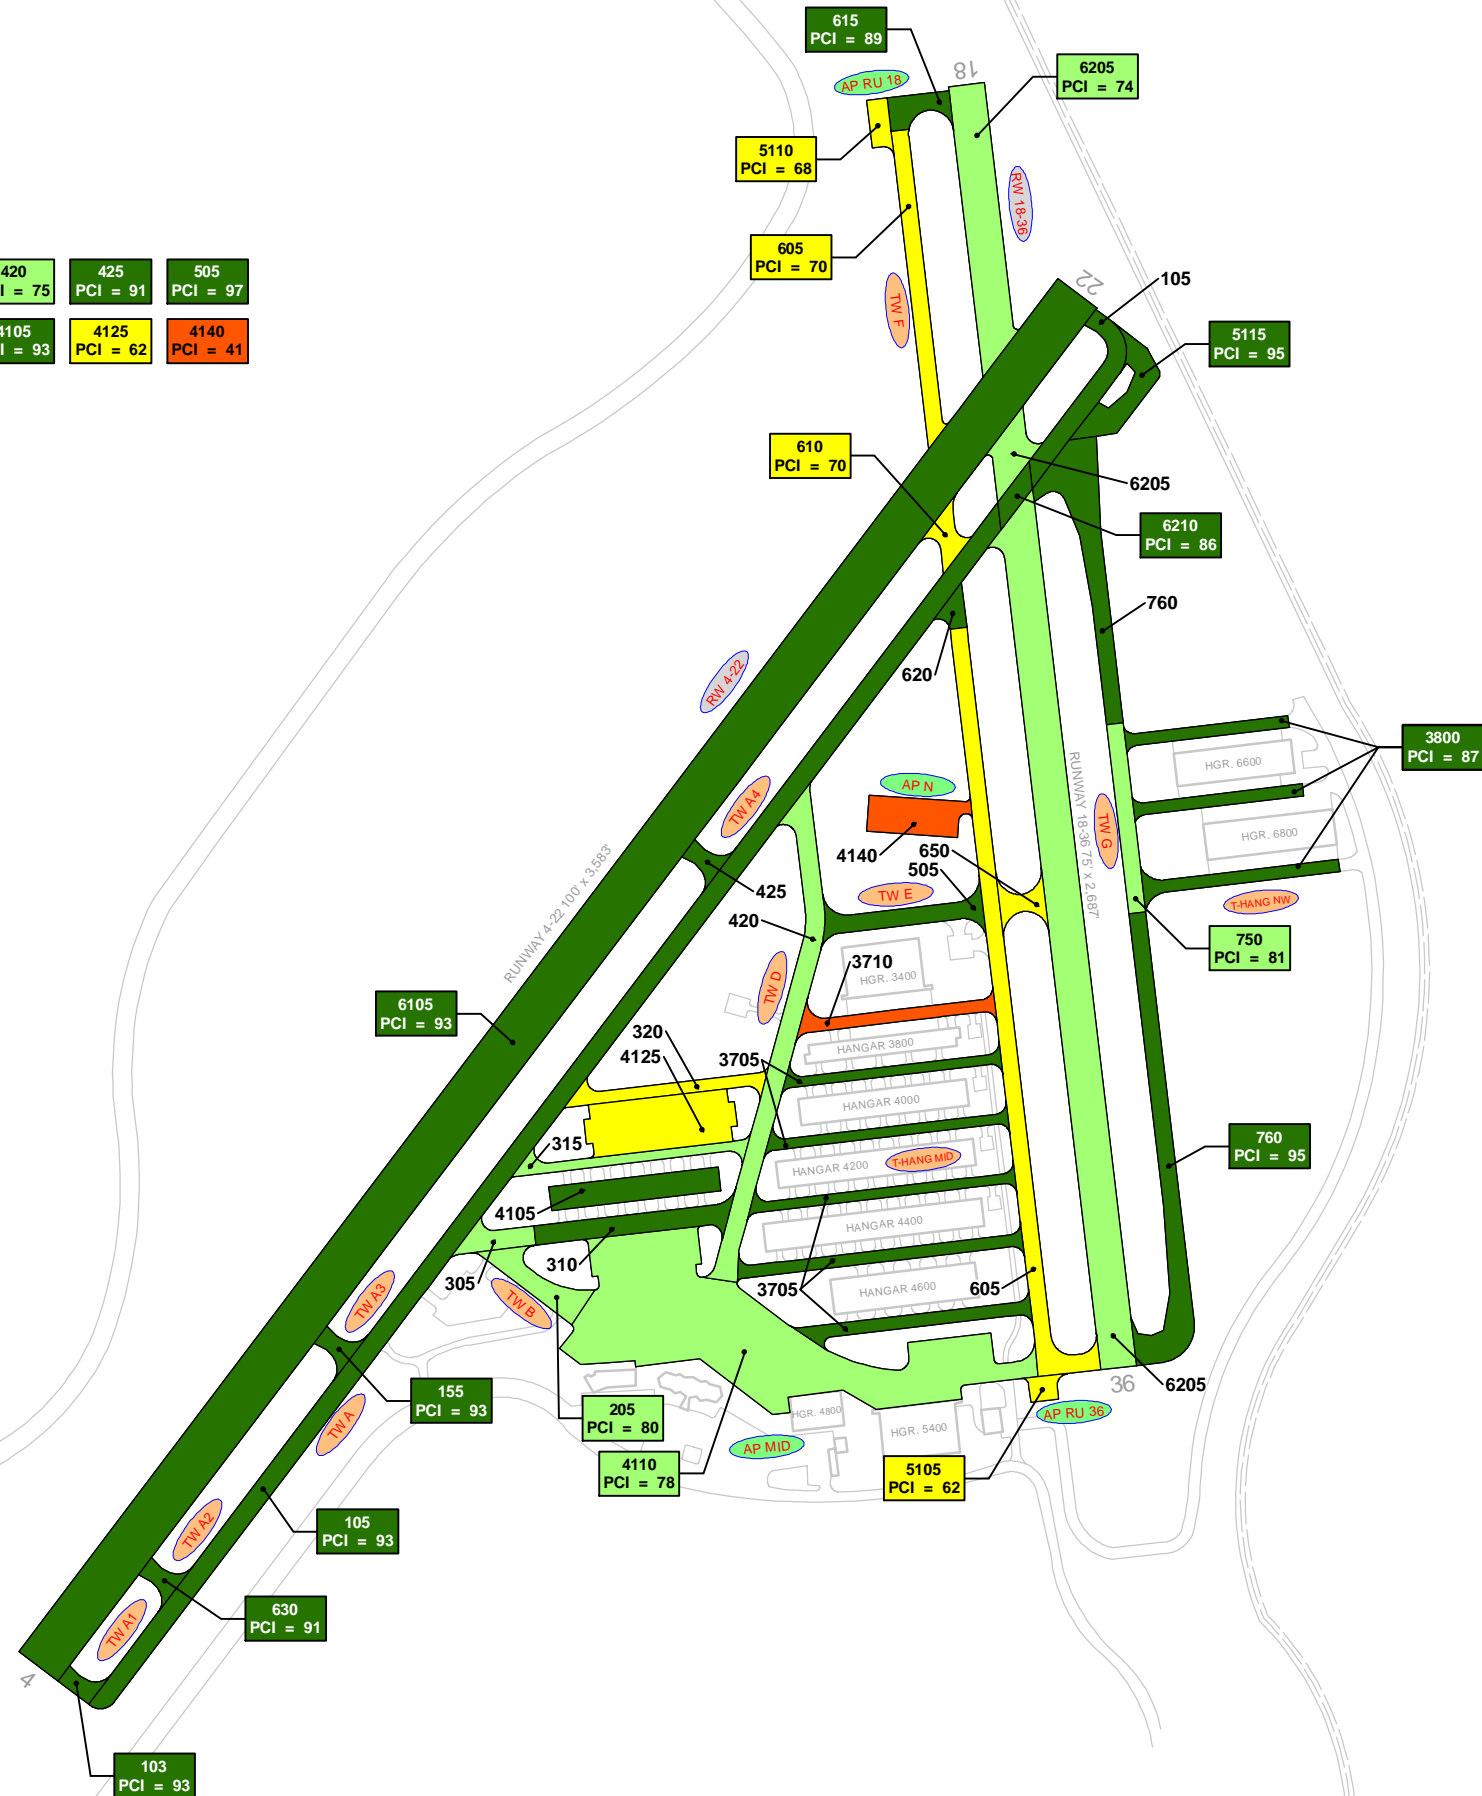 615
PCI = 89
18
6205
PCI = 74
AP RU 18
5110
PCI = 68
RW 18-36
605
PCI = 70
TW F
22
105
420
I = 75
425
PCI = 91
505
PCI = 97
4105
I = 93
4125
PCI = 62
4140
PCI = 41
5115
PCI = 95
610
PCI = 70
6205
6210
PCI = 86
760
620
RW 4-22
3800
PCI = 87
HGR. 6600
AP N
TW A4
RUNWAY 18-36 75' x 2,687'
TW G
HGR. 6800
4140
650
505
425
TW E
T-HANG NW
RUNWAY 4-22 100' x 3,583'
420
750
PCI = 81
3710
HGR. 3400
TW D
6105
PCI = 93
320
4125
HANGAR 3800
3705
HANGAR 4000
315
760
PCI = 95
HANGAR 4200
T-HANG MID
4105
HANGAR 4400
310
305
3705
HANGAR 4600
605
TW A3
TW B
155
PCI = 93
36
6205
205
PCI = 80
HGR. 4800
AP RU 36
TW A
HGR. 5400
AP MID
4110
PCI = 78
5105
PCI = 62
105
PCI = 93
TW A2
630
PCI = 91
TW A1
4
103
PCI = 93